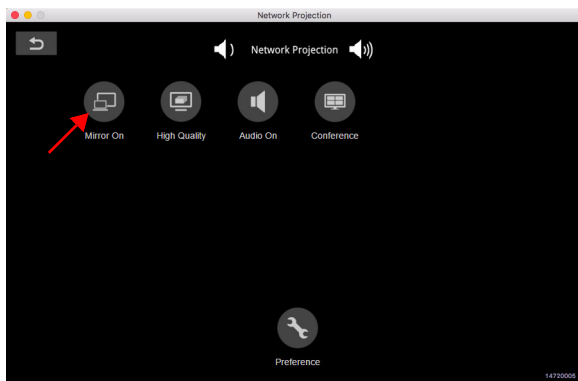 Network Projection
Network Projection
Mirror On
High Quality
Audio On
Conference
Preference
14720005